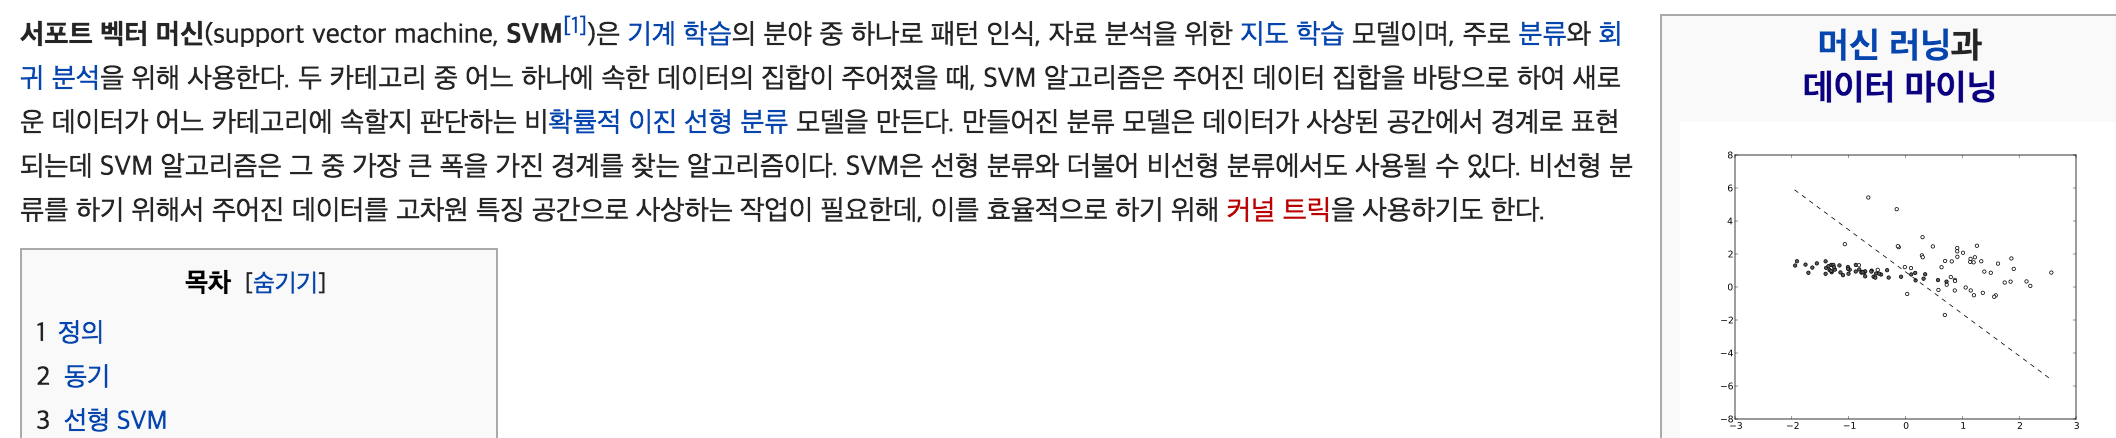 서포트 벡터 머신(support vector machine, SVM[1])은 기계 학습의 분야 중 하나로 패턴 인식, 자료 분석을 위한 지도 학습 모델이며, 주로 분류와 회
귀 분석을 위해 사용한다. 두 카테고리 중 어느 하나에 속한 데이터의 집합이 주어졌을 때, SVM 알고리즘은 주어진 데이터 집합을 바탕으로 하여 새로
운 데이터가 어느 카테고리에 속할지 판단하는 비확률적 이진 선형 분류 모델을 만든다. 만들어진 분류 모델은 데이터가 사상된 공간에서 경계로 표현
되는데 SVM 알고리즘은 그 중 가장 큰 폭을 가진 경계를 찾는 알고리즘이다. SVM은 선형 분류와 더불어 비선형 분류에서도 사용될 수 있다. 비선형 분
류를 하기 위해서 주어진 데이터를 고차원 특징 공간으로 사상하는 작업이 필요한데, 이를 효율적으로 하기 위해 커널 트릭을 사용하기도 한다.
목차 [숨기기]
1 정의
2 동기
3 선형 SVM
머신 러닝과
데이터 마이닝
8
6
4
2
0
−2
−4
−6
−8
−3 −2 −1 0 1 2 3